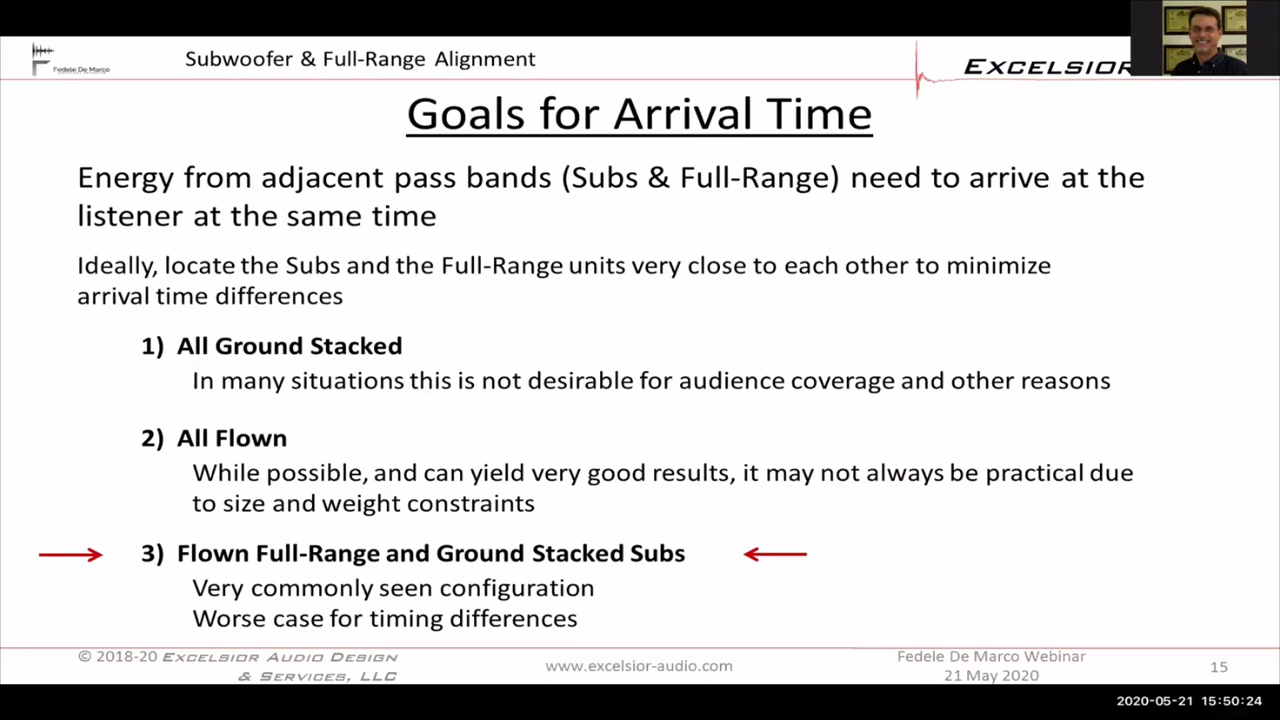 Fedele De Marco
Subwoofer & Full-Range Alignment
EXCELSIOR
Goals for Arrival Time
Energy from adjacent pass bands (Subs & Full-Range) need to arrive at the
listener at the same time
Ideally, locate the Subs and the Full-Range units very close to each other to minimize
arrival time differences
1) All Ground Stacked
In many situations this is not desirable for audience coverage and other reasons
2) All Flown
While possible, and can yield very good results, it may not always be practical due
to size and weight constraints
3) Flown Full-Range and Ground Stacked Subs
Very commonly seen configuration
Worse case for timing differences
© 2018-20 EXCELSIOR AUDIO DESIGN
& SERVICES, LLC
www.excelsior-audio.com
Fedele De Marco Webinar
21 May 2020
15
2020-05-21 15:50:24